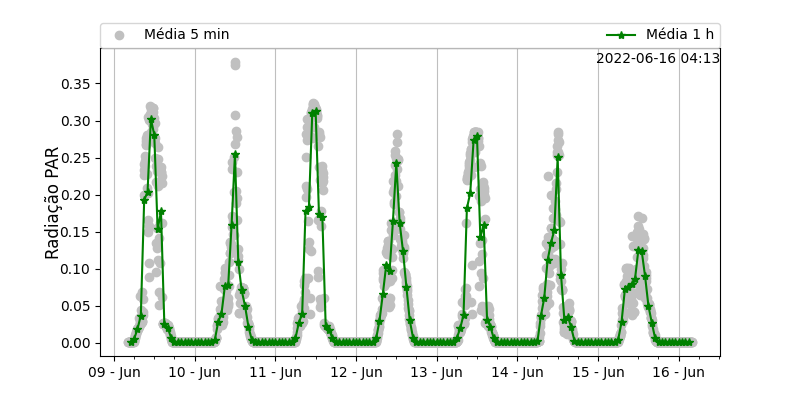 Média 5 min
Média 1 h
2022-06-16 04:13
Radiação PAR
0.35
0.30
0.25
0.20
0.15
0.10
0.05
0.00
09 - Jun
10 - Jun
11 - Jun
12 - Jun
13 - Jun
14 - Jun
15 - Jun
16 - Jun